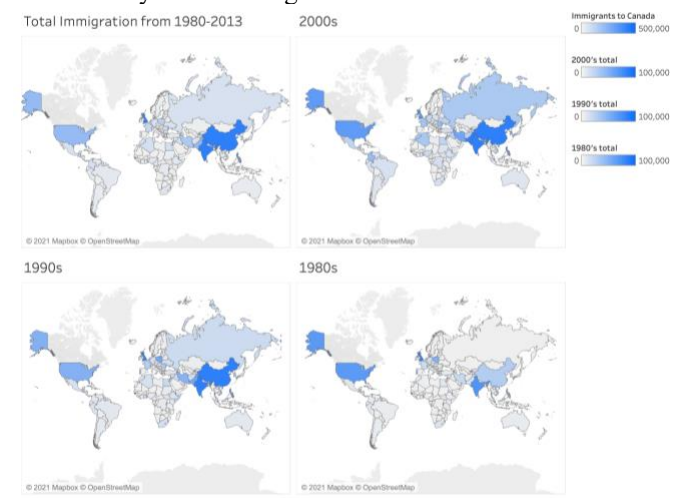 Total Immigration from 1980-2013
2000s
Immigrants to Canada
0 500,000
2000's total
0 100,000
1990's total
0 100,000
1980's total
0 100,000
© 2021 Mapbox © OpenStreetMap
© 2021 Mapbox © OpenStreetMap
1990s
1980s
© 2021 Mapbox © OpenStreetMap
© 2021 Mapbox © OpenStreetMap